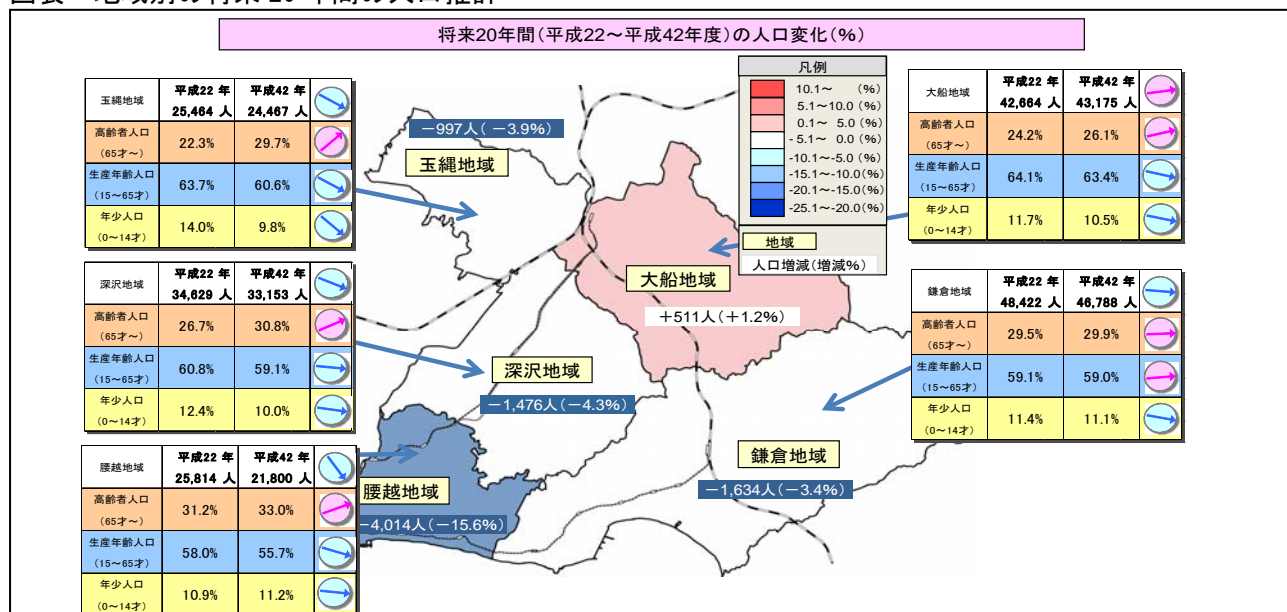 将来20年間(平成22~平成42年度)の人口変化(%)
凡例
10.1~ (%)
5.1~10.0 (%)
0.1~ 5.0 (%)
-5.1~ 0.0 (%)
-10.1~-5.0(%)
-15.1~-10.0(%)
-20.1~-15.0(%)
-25.1~-20.0(%)
地域
人口増減(増減%)
玉縄地域
平成22 年 平成42 年
25,464 人 24,467 人
高齢者人口
(65才~)
22.3% 29.7%
生産年齢人口
(15~65才)
63.7% 60.6%
年少人口
(0~14才)
14.0% 9.8%
-997人(-3.9%)
玉縄地域
大船地域
平成22 年 平成42 年
42,664 人 43,175 人
高齢者人口
(65才~)
24.2% 26.1%
生産年齢人口
(15~65才)
64.1% 63.4%
年少人口
(0~14才)
11.7% 10.5%
大船地域
+511人(+1.2%)
深沢地域
平成22 年 平成42 年
34,629 人 33,153 人
高齢者人口
(65才~)
26.7% 30.8%
生産年齢人口
(15~65才)
60.8% 59.1%
年少人口
(0~14才)
12.4% 10.0%
深沢地域
-1,476人(-4.3%)
鎌倉地域
平成22 年 平成42 年
48,422 人 46,788 人
高齢者人口
(65才~)
29.5% 29.9%
生産年齢人口
(15~65才)
59.1% 59.0%
年少人口
(0~14才)
11.4% 11.1%
鎌倉地域
-1,634人(-3.4%)
腰越地域
平成22 年 平成42 年
25,814 人 21,800 人
高齢者人口
(65才~)
31.2% 33.0%
生産年齢人口
(15~65才)
58.0% 55.7%
年少人口
(0~14才)
10.9% 11.2%
腰越地域
-4,014人(-15.6%)